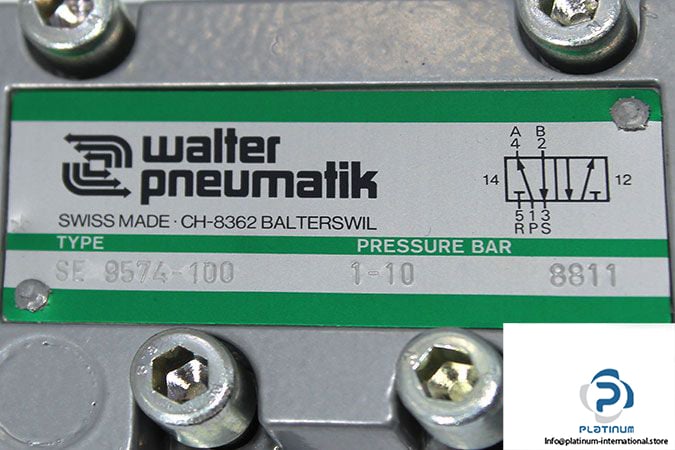 walter
pneumatik
SWISS MADE · CH-8362 BALTERSWIL
A B
4 2
14
12
5 1 3
R P S
TYPE PRESSURE BAR
SE 9574-100 1-10 8811
PLATINUM
Info@platinum-international.store